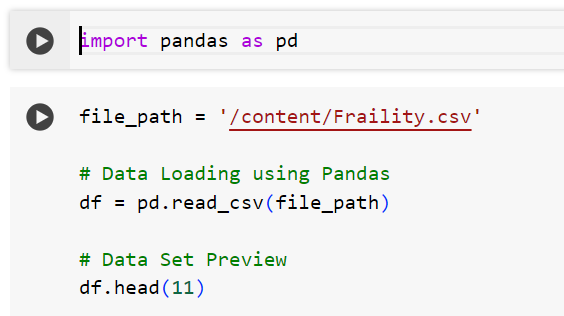 import pandas as pd
file_path = '/content/Fraility.csv'
# Data Loading using Pandas
df = pd.read_csv(file_path)
# Data Set Preview
df.head(11)